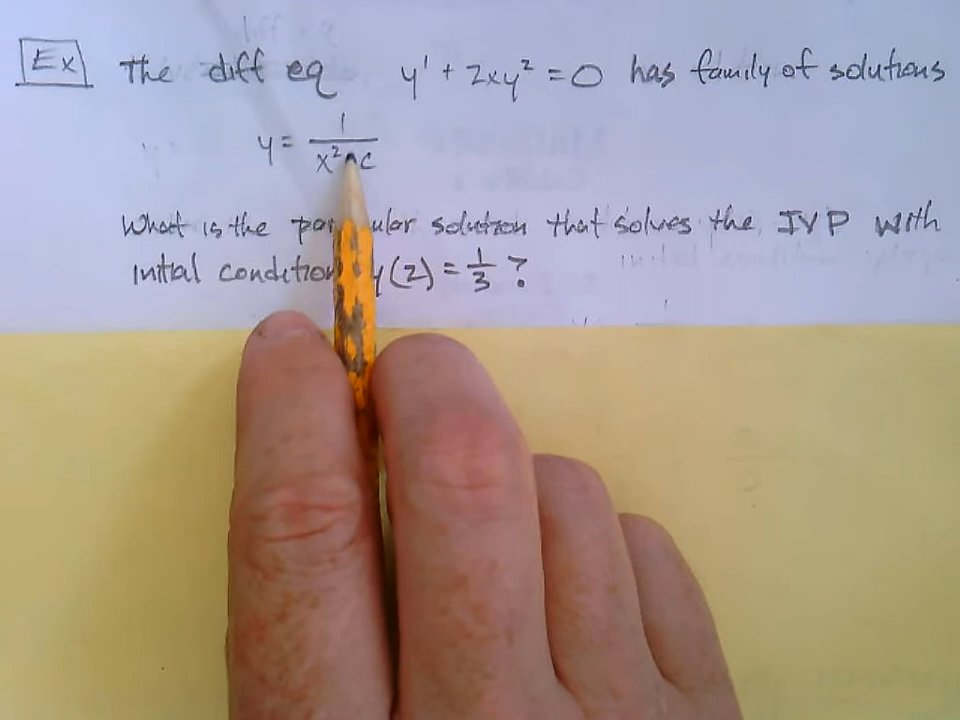 Ex The diff eq y' + 2xy² = 0 has family of solutions
y = 1/(x² c
What is the ular solution that solves the IVP with
initial condition y(2) = 1/3 ?